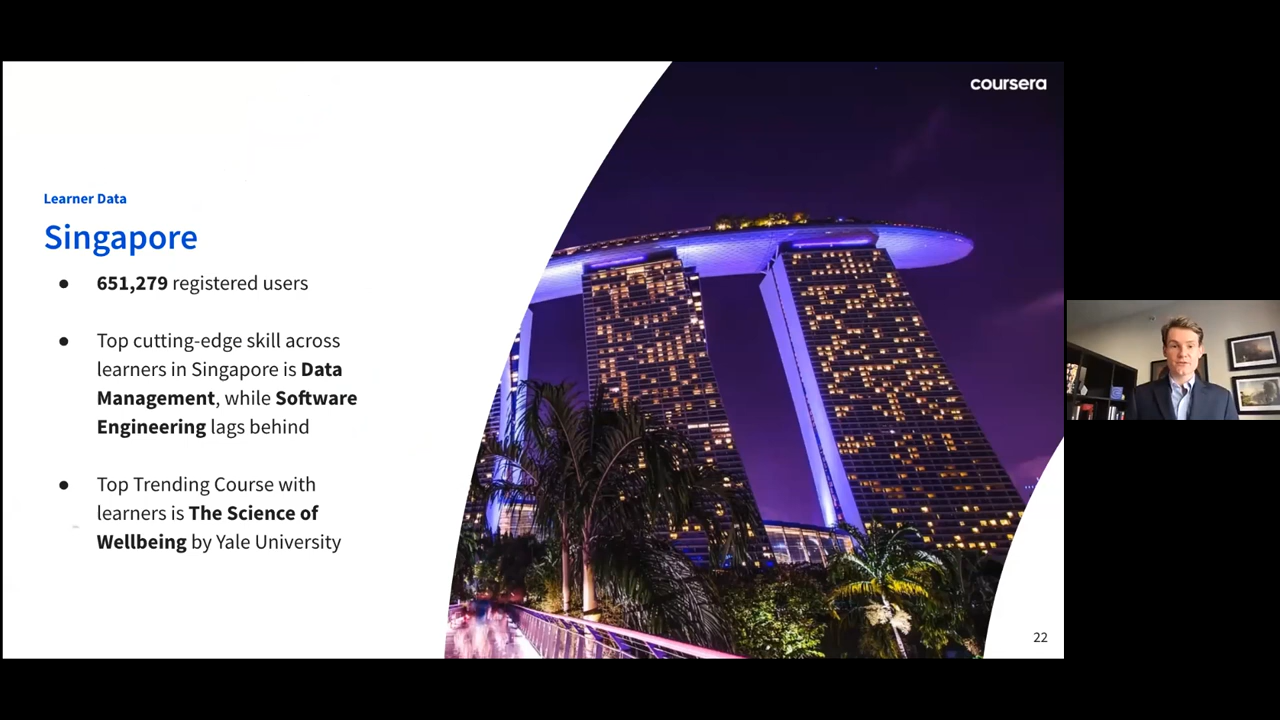 coursera
Learner Data
Singapore
● 651,279 registered users
● Top cutting-edge skill across
learners in Singapore is Data
Management, while Software
Engineering lags behind
● Top Trending Course with
learners is The Science of
Wellbeing by Yale University
22